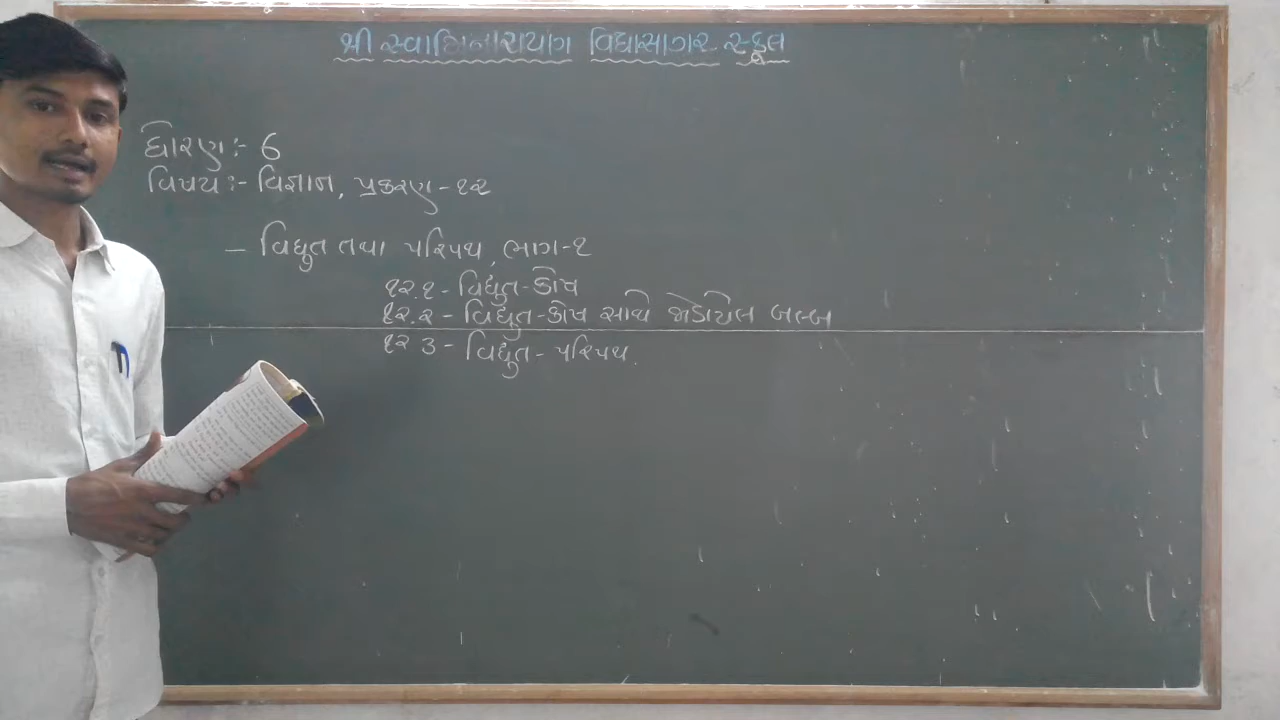 શ્રી સ્વામિનારાયણ વિદ્યાસાગર સ્કૂલ
ધોરણ:- 6
વિષય:- વિજ્ઞાન, પ્રકરણ-૧૨
- વિદ્યુત તથા પરિપથ, ભાગ-૧
૧૨.૧ - વિદ્યુત-કોષ
૧૨.૨ - વિદ્યુત-કોષ સાથે જોડાયેલ બલ્બ
૧૨.૩ - વિદ્યુત - પરિપથ.